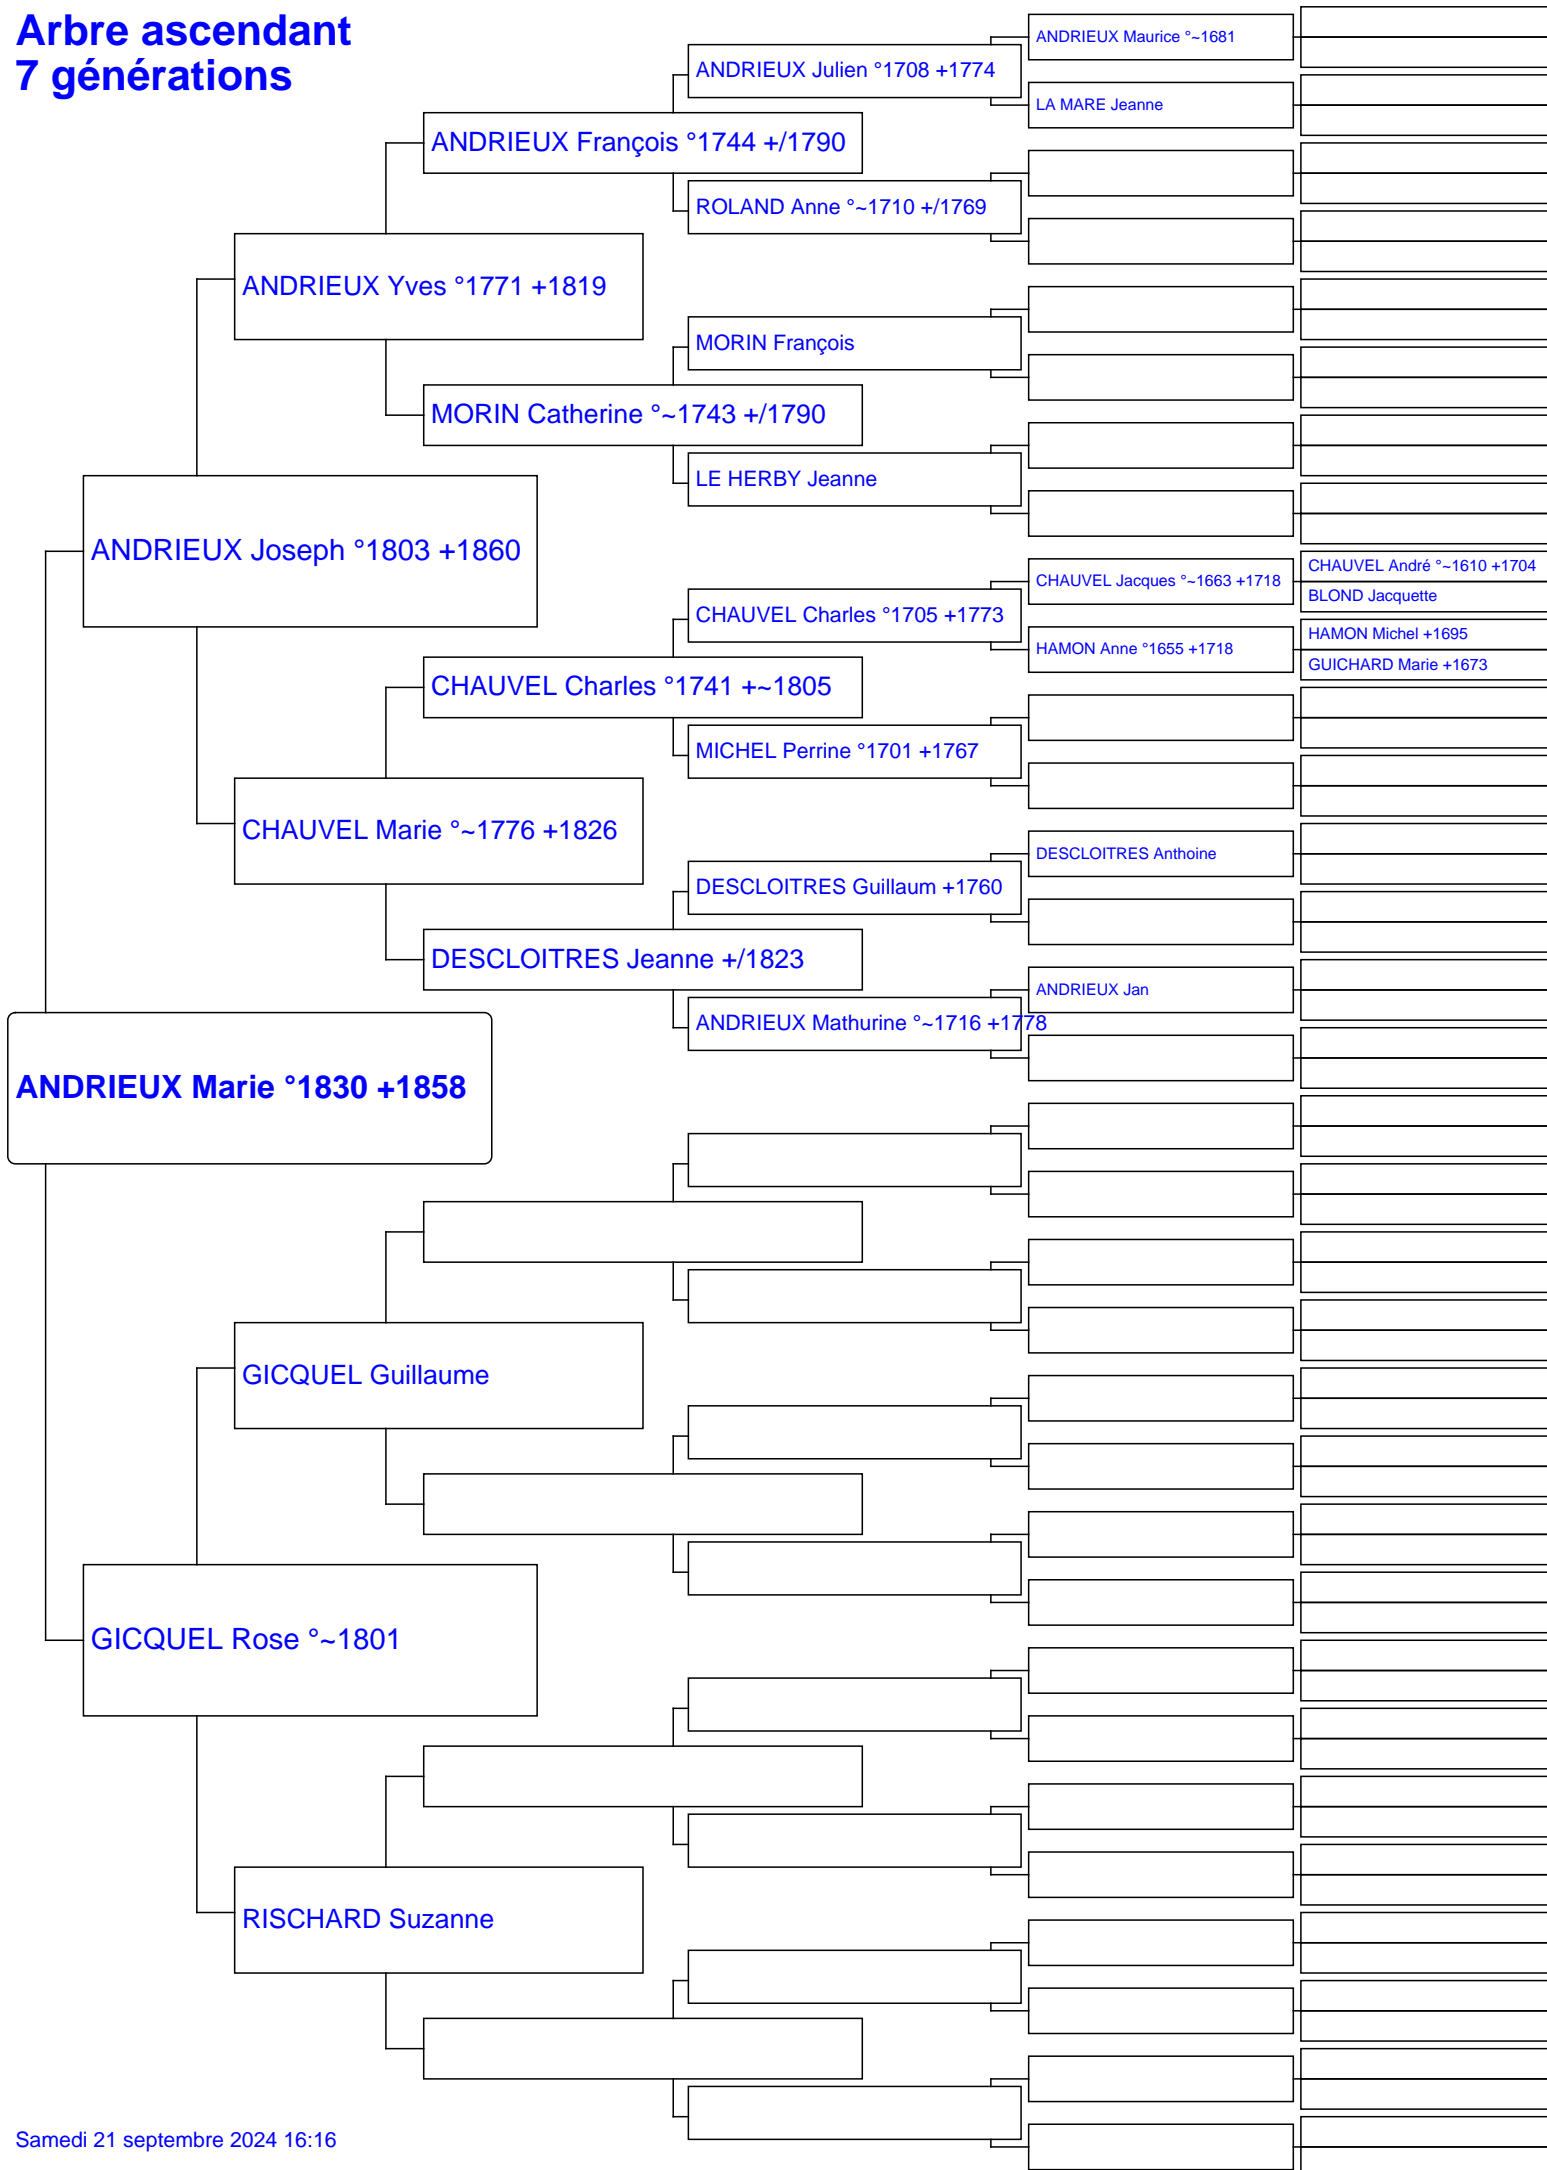 Arbre ascendant
7 générations
ANDRIEUX Maurice °~1681
ANDRIEUX Julien °1708 +1774
LA MARE Jeanne
ANDRIEUX François °1744 +/1790
ROLAND Anne °~1710 +/1769
ANDRIEUX Yves °1771 +1819
MORIN François
MORIN Catherine °~1743 +/1790
LE HERBY Jeanne
ANDRIEUX Joseph °1803 +1860
CHAUVEL André °~1610 +1704
CHAUVEL Jacques °~1663 +1718
BLOND Jacquette
CHAUVEL Charles °1705 +1773
HAMON Michel +1695
HAMON Anne °1655 +1718
GUICHARD Marie +1673
CHAUVEL Charles °1741 +~1805
MICHEL Perrine °1701 +1767
CHAUVEL Marie °~1776 +1826
DESCLOITRES Anthoine
DESCLOITRES Guillaum +1760
DESCLOITRES Jeanne +/1823
ANDRIEUX Jan
ANDRIEUX Mathurine °~1716 +1778
ANDRIEUX Marie °1830 +1858
GICQUEL Guillaume
GICQUEL Rose °~1801
RISCHARD Suzanne
Samedi 21 septembre 2024 16:16